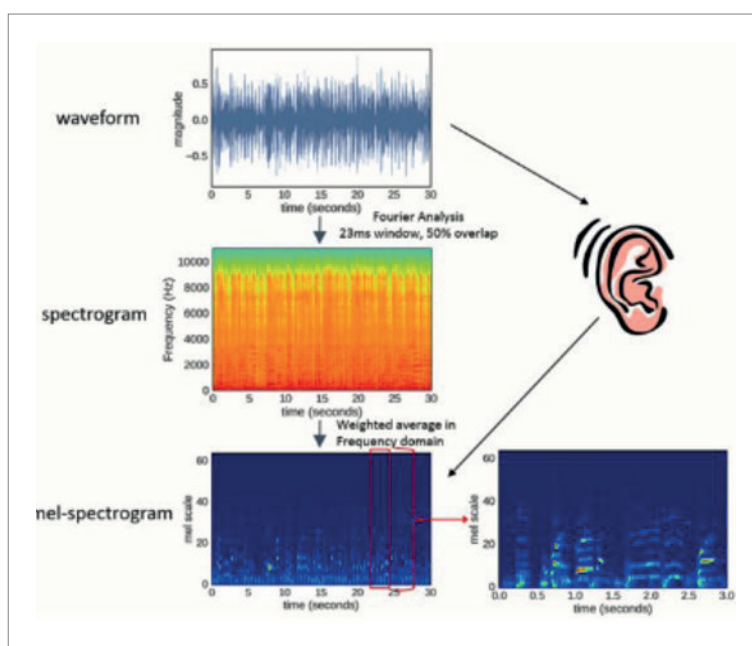 waveform
magnitude
0.5
0.0
−0.5
0 5 10 15 20 25 30
time (seconds)
Fourier Analysis
23ms window, 50% overlap
spectrogram
Frequency (Hz)
10000
8000
6000
4000
2000
0
0 5 10 15 20 25 30
time (seconds)
Weighted average in
Frequency domain
mel-spectrogram
mel scale
60
40
20
0
0 5 10 15 20 25 30
time (seconds)
mel scale
60
40
20
0
0.0 0.5 1.0 1.5 2.0 2.5 3.0
time (seconds)